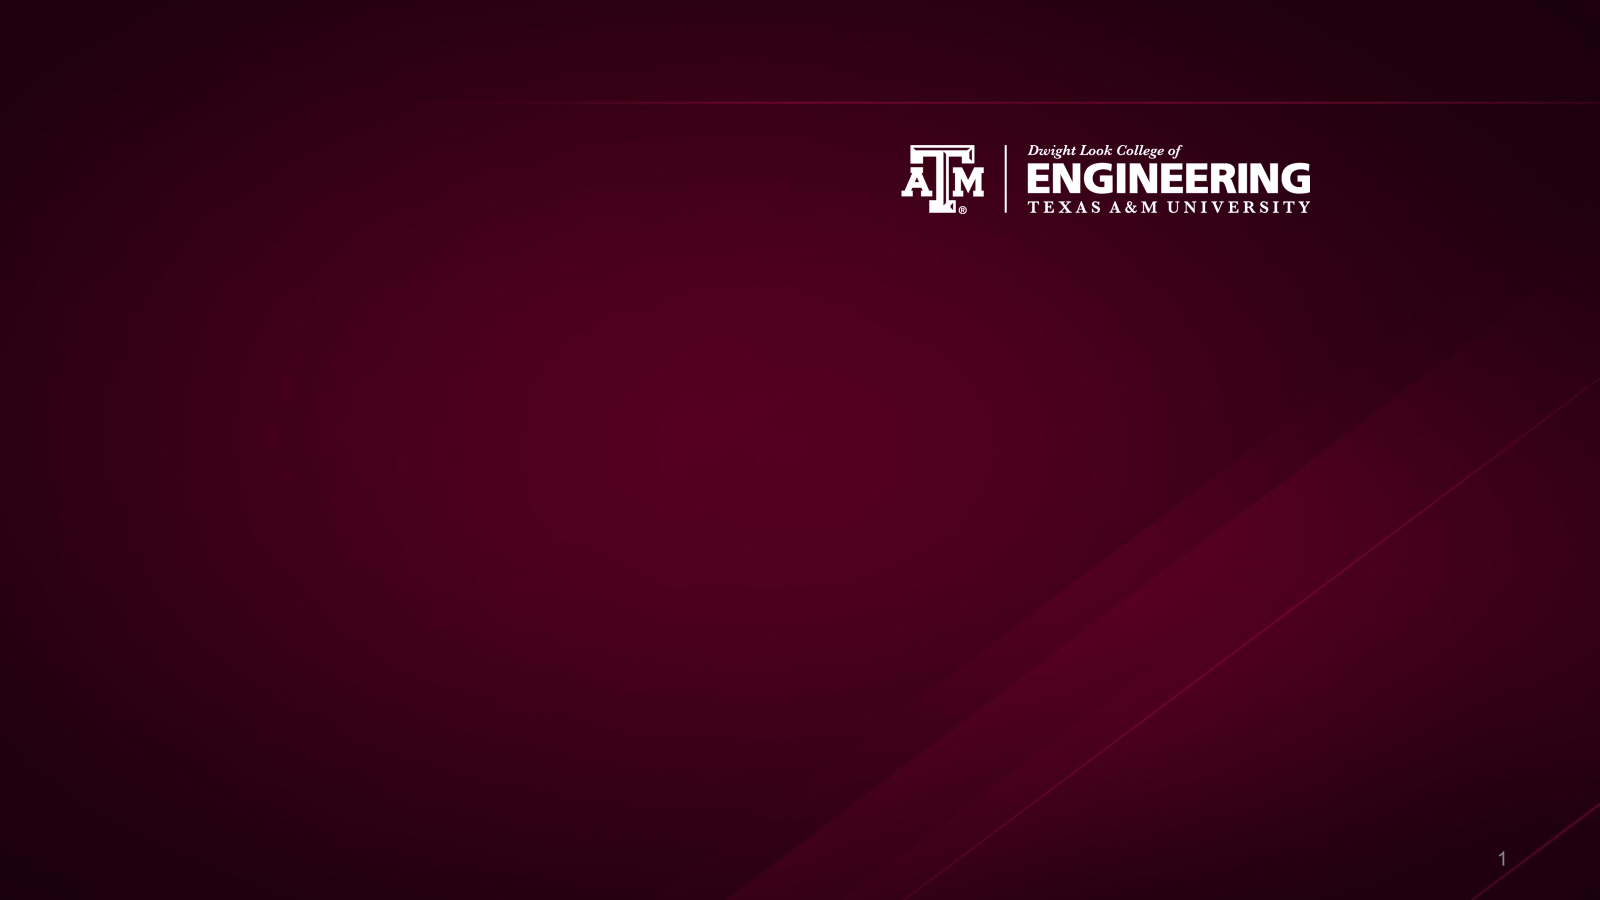 ATM®
Dwight Look College of
ENGINEERING
TEXAS A&M UNIVERSITY
1